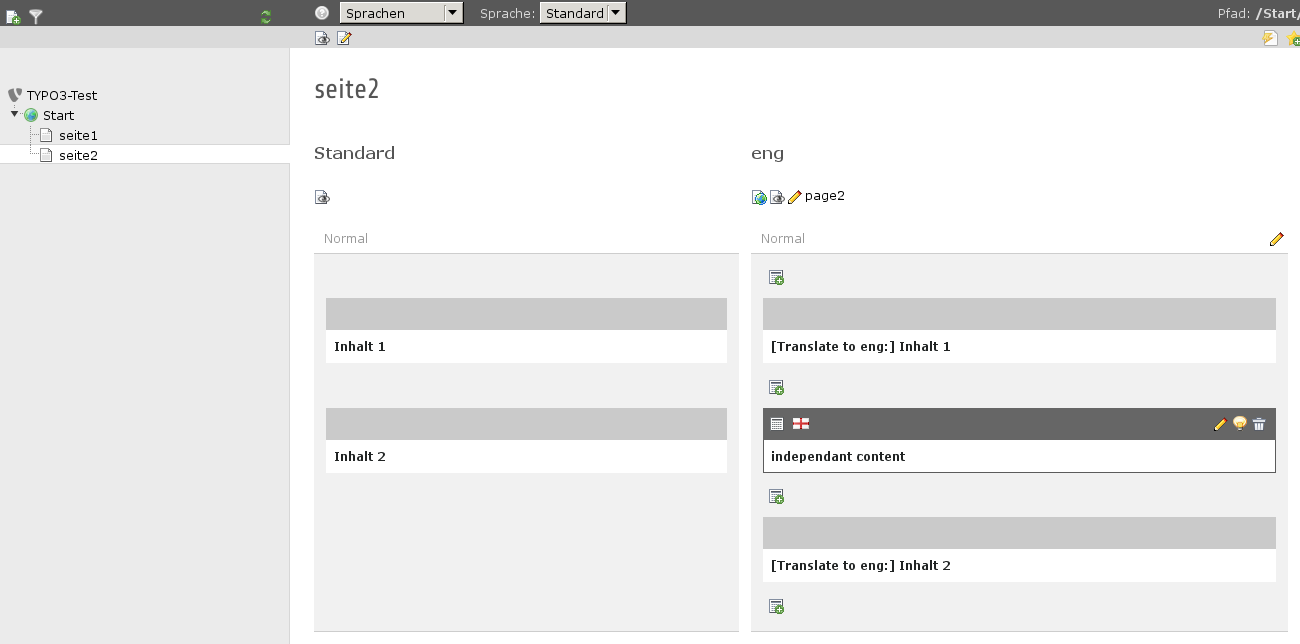 Sprachen Sprache: Standard Pfad: /Start/
TYPO3-Test
Start
seite1
seite2
seite2
Standard eng
page2
Normal Normal
Inhalt 1 [Translate to eng:] Inhalt 1
independant content
Inhalt 2
[Translate to eng:] Inhalt 2